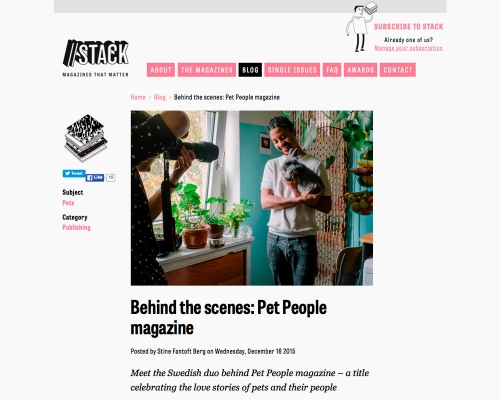 SUBSCRIBE TO STACK
Already one of us?
Manage your subscription
STACK
MAGAZINES THAT MATTER
ABOUT THE MAGAZINES BLOG SINGLE ISSUES FAQ AWARDS CONTACT
Home › Blog › Behind the scenes: Pet People magazine
Tweet
Like 15
Subject
Pets
Category
Publishing
Behind the scenes: Pet People
magazine
Posted by Stine Fantoft Berg on Wednesday, December 16 2015
Meet the Swedish duo behind Pet People magazine – a title
celebrating the love stories of pets and their people